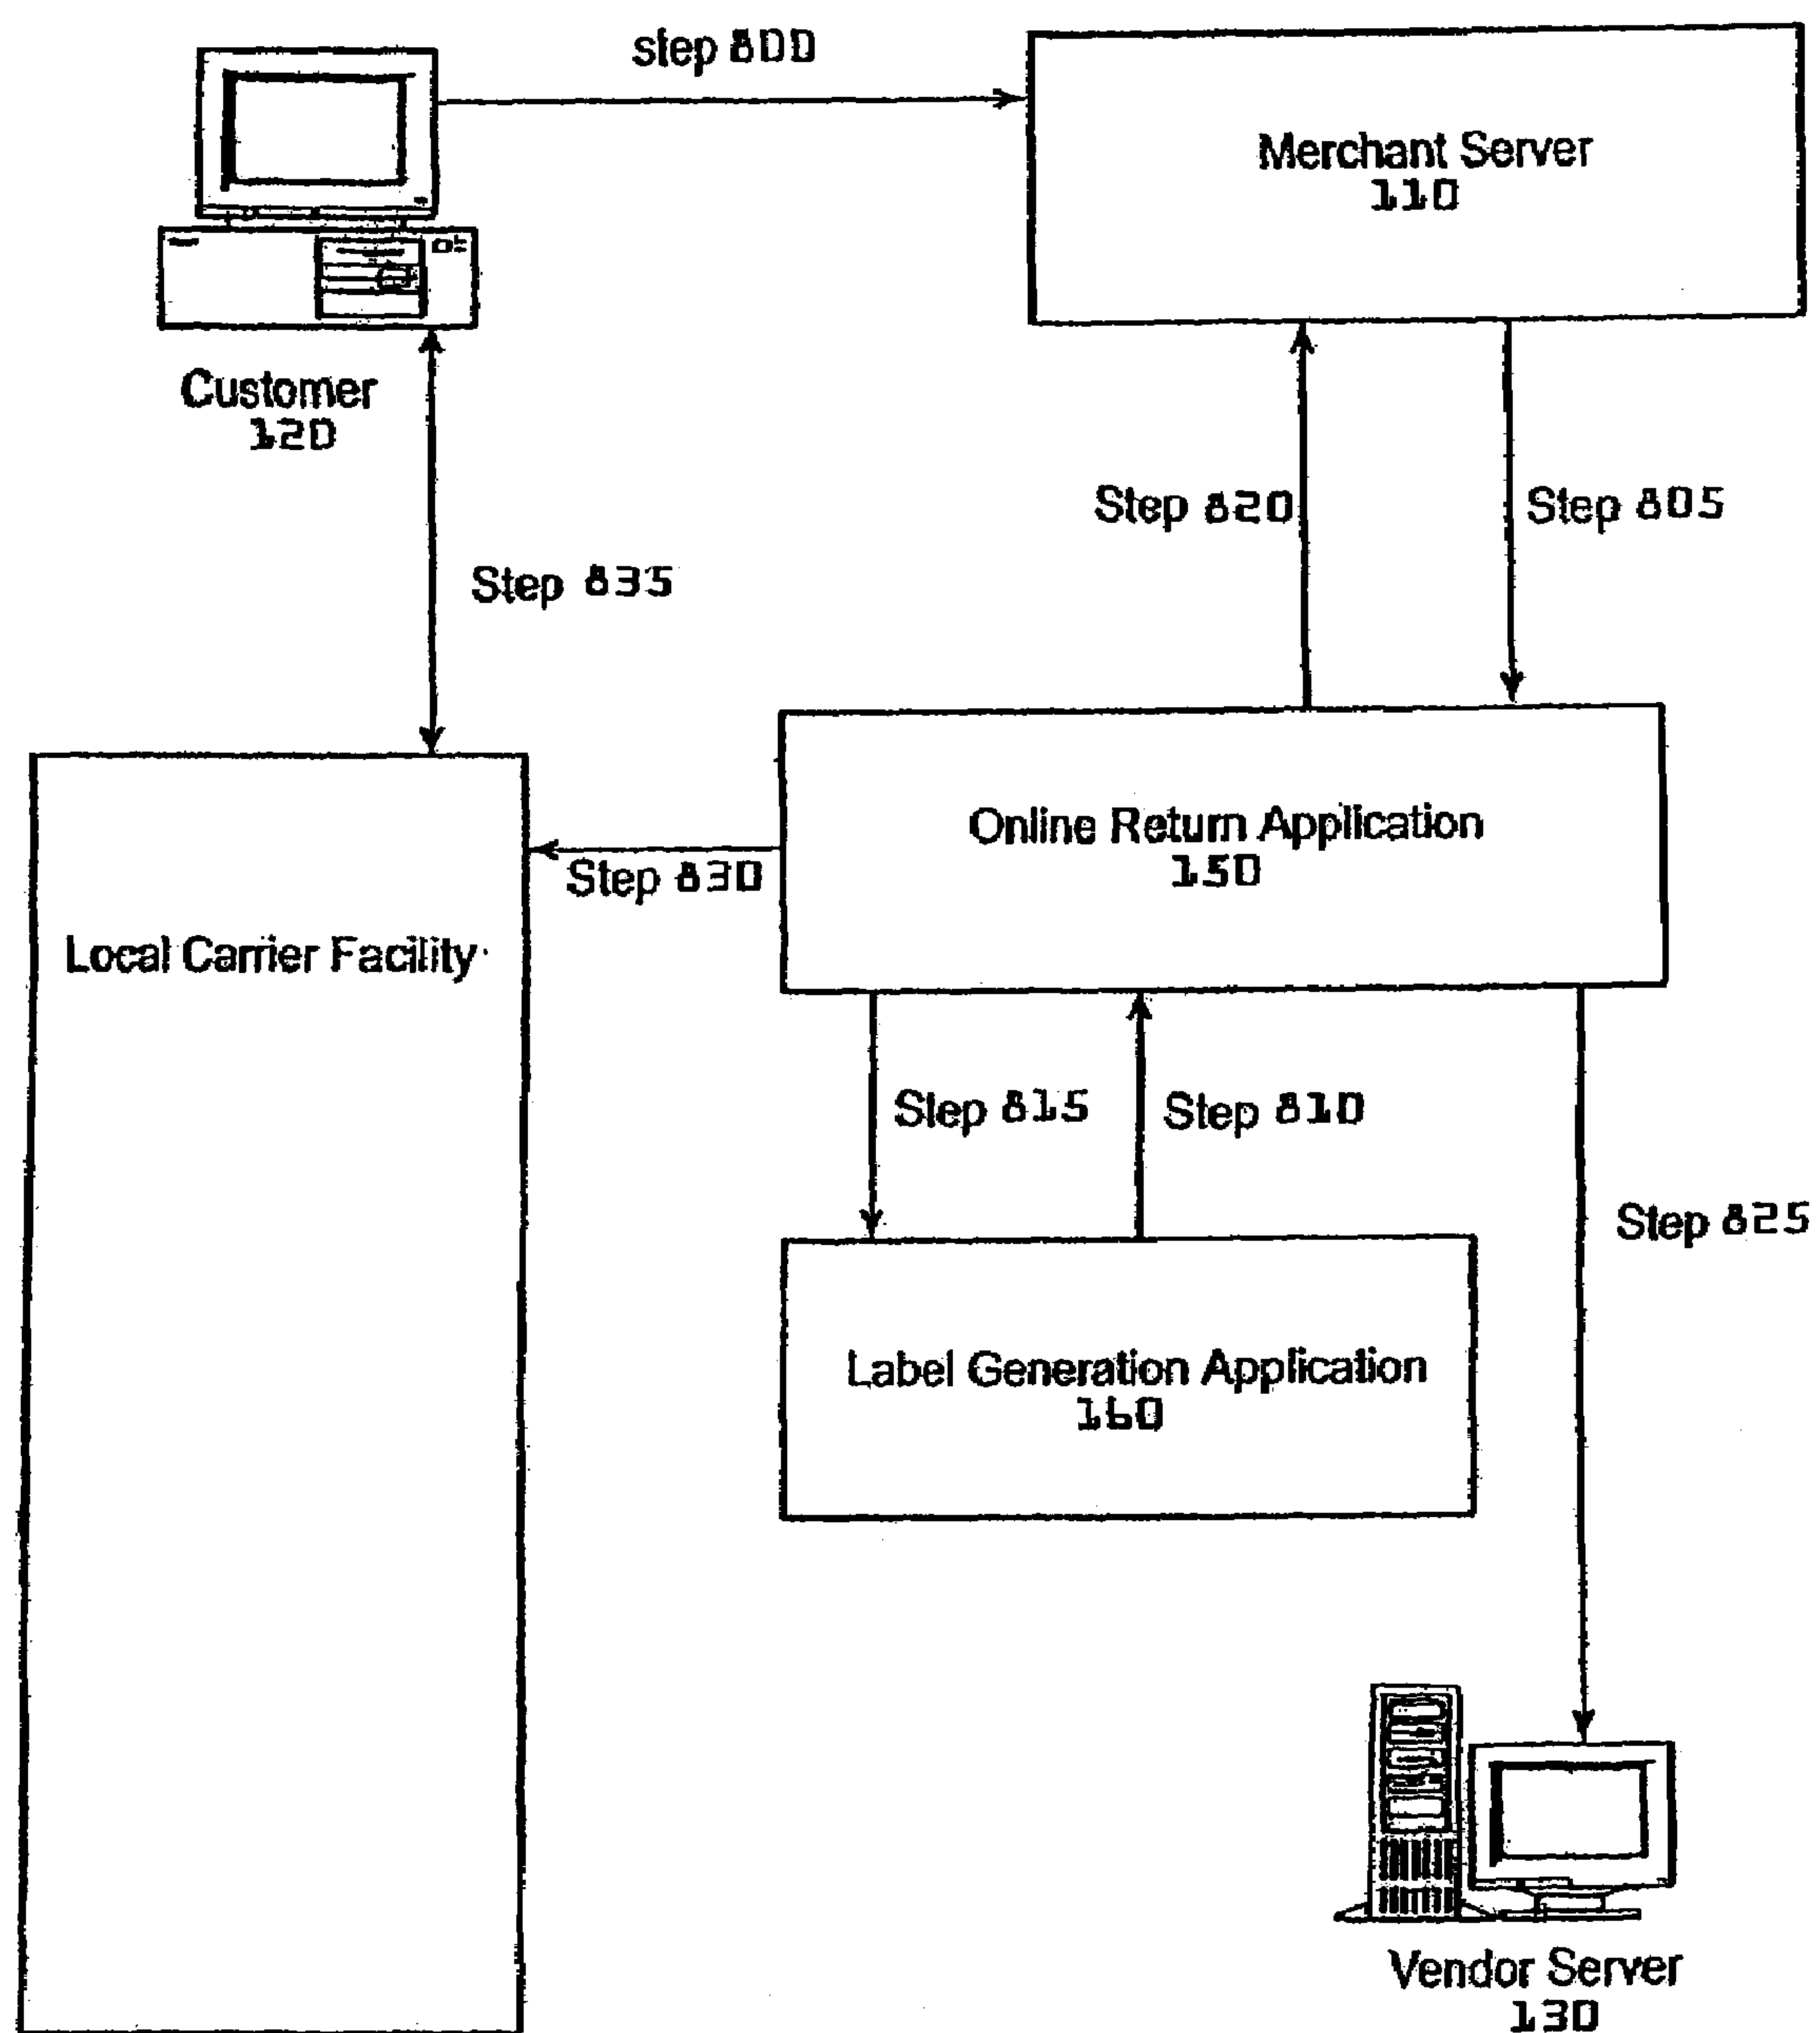 step 800
Merchant Server
110
Customer
120
Step 820
Step 805
Step 835
Online Return Application
150
Step 830
Local Carrier Facility
Step 815
Step 810
Step 825
Label Generation Application
160
Vendor Server
130